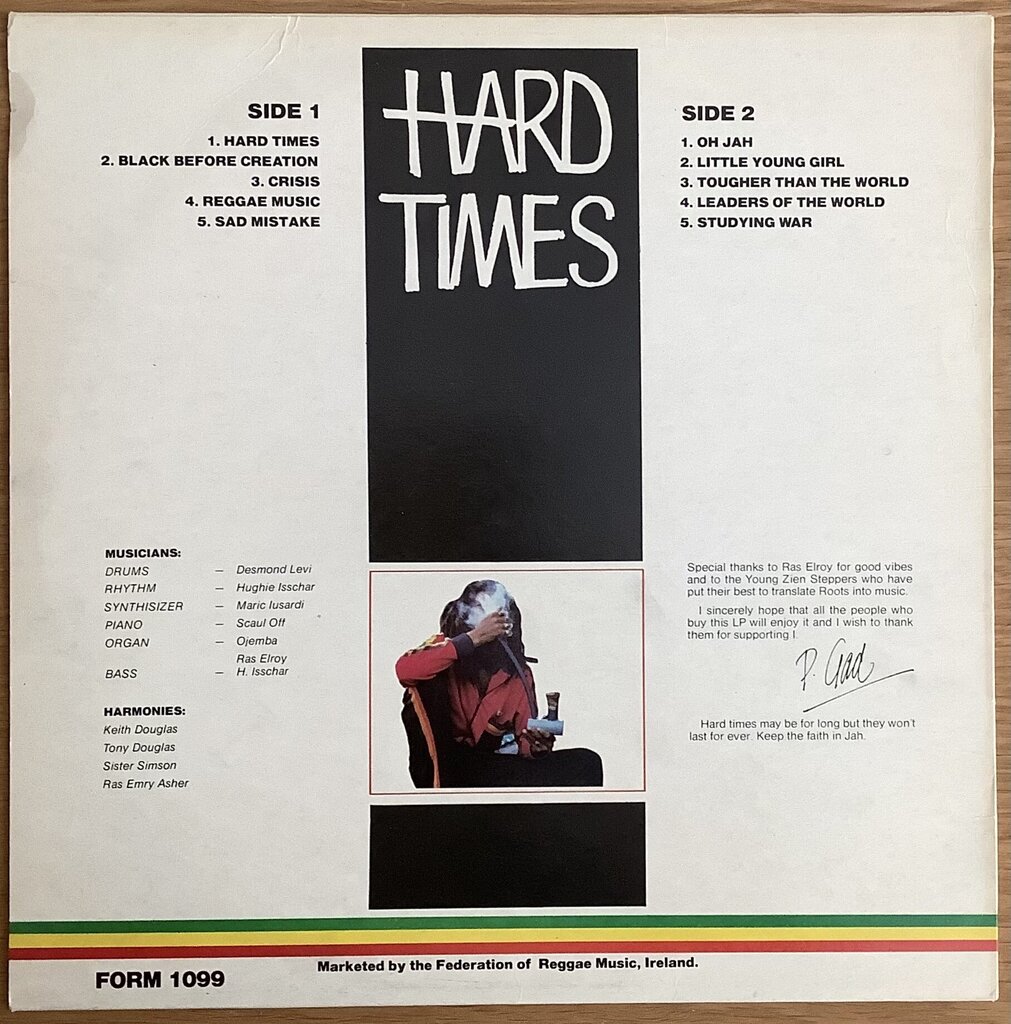 HARD
TIMES
SIDE 1
1. HARD TIMES
2. BLACK BEFORE CREATION
3. CRISIS
4. REGGAE MUSIC
5. SAD MISTAKE
SIDE 2
1. OH JAH
2. LITTLE YOUNG GIRL
3. TOUGHER THAN THE WORLD
4. LEADERS OF THE WORLD
5. STUDYING WAR
MUSICIANS:
DRUMS — Desmond Levi
RHYTHM — Hughie Isschar
SYNTHISIZER — Maric Iusardi
PIANO — Scaul Off
ORGAN — Ojemba
Ras Elroy
BASS — H. Isschar
HARMONIES:
Keith Douglas
Tony Douglas
Sister Simson
Ras Emry Asher
Special thanks to Ras Elroy for good vibes
and to the Young Zien Steppers who have
put their best to translate Roots into music.
I sincerely hope that all the people who
buy this LP will enjoy it and I wish to thank
them for supporting I.
P. Gad
Hard times may be for long but they won't
last for ever. Keep the faith in Jah.
FORM 1099
Marketed by the Federation of Reggae Music, Ireland.